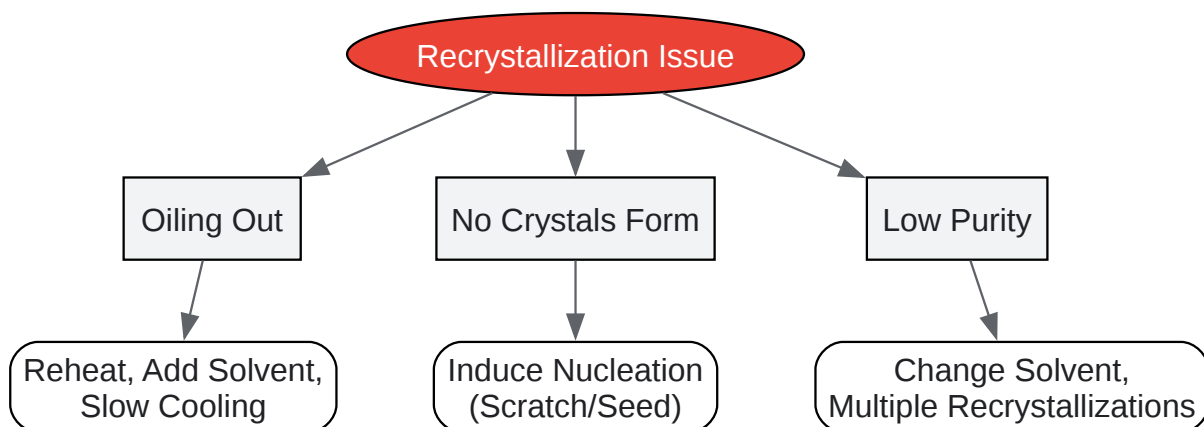 Recrystallization Issue
Oiling Out
No Crystals Form
Low Purity
Reheat, Add Solvent,
Slow Cooling
Induce Nucleation
(Scratch/Seed)
Change Solvent,
Multiple Recrystallizations